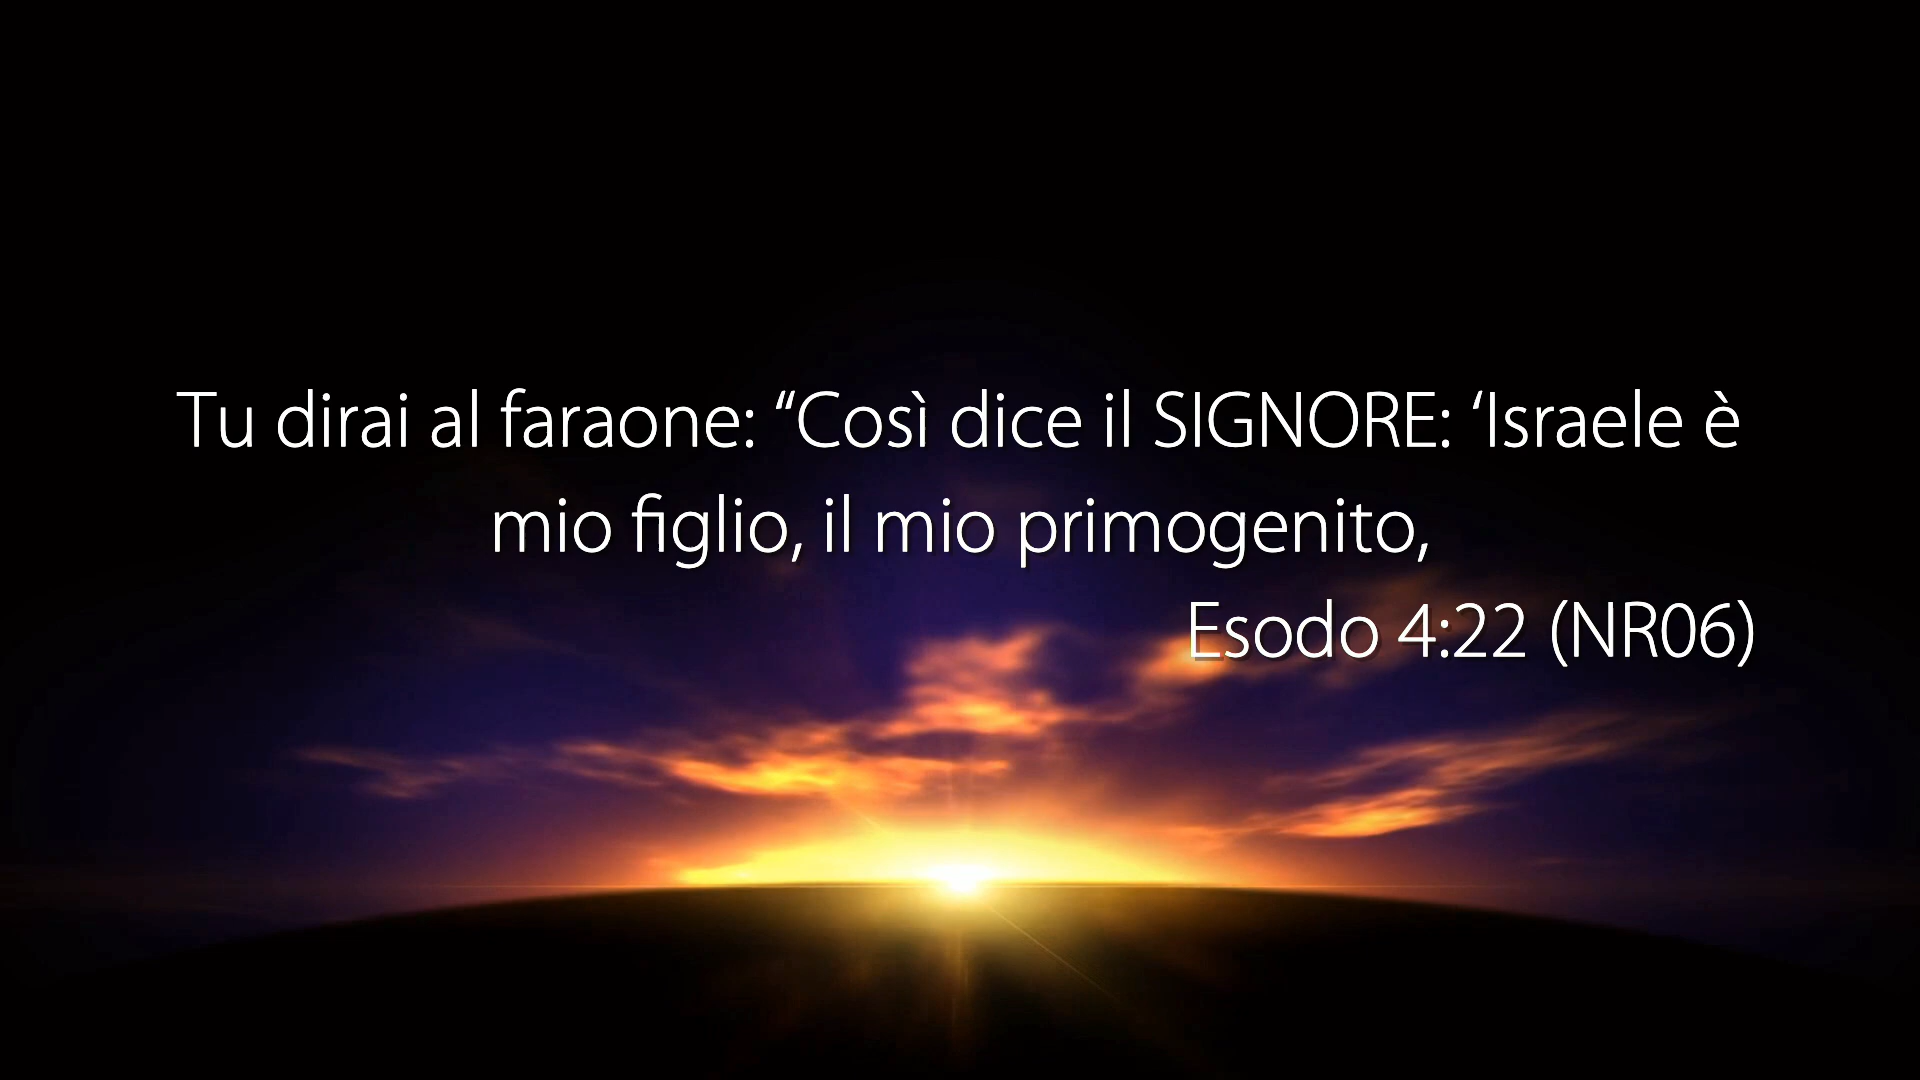 Tu dirai al faraone: “Così dice il SIGNORE: ‘Israele è
mio figlio, il mio primogenito,
Esodo 4:22 (NR06)